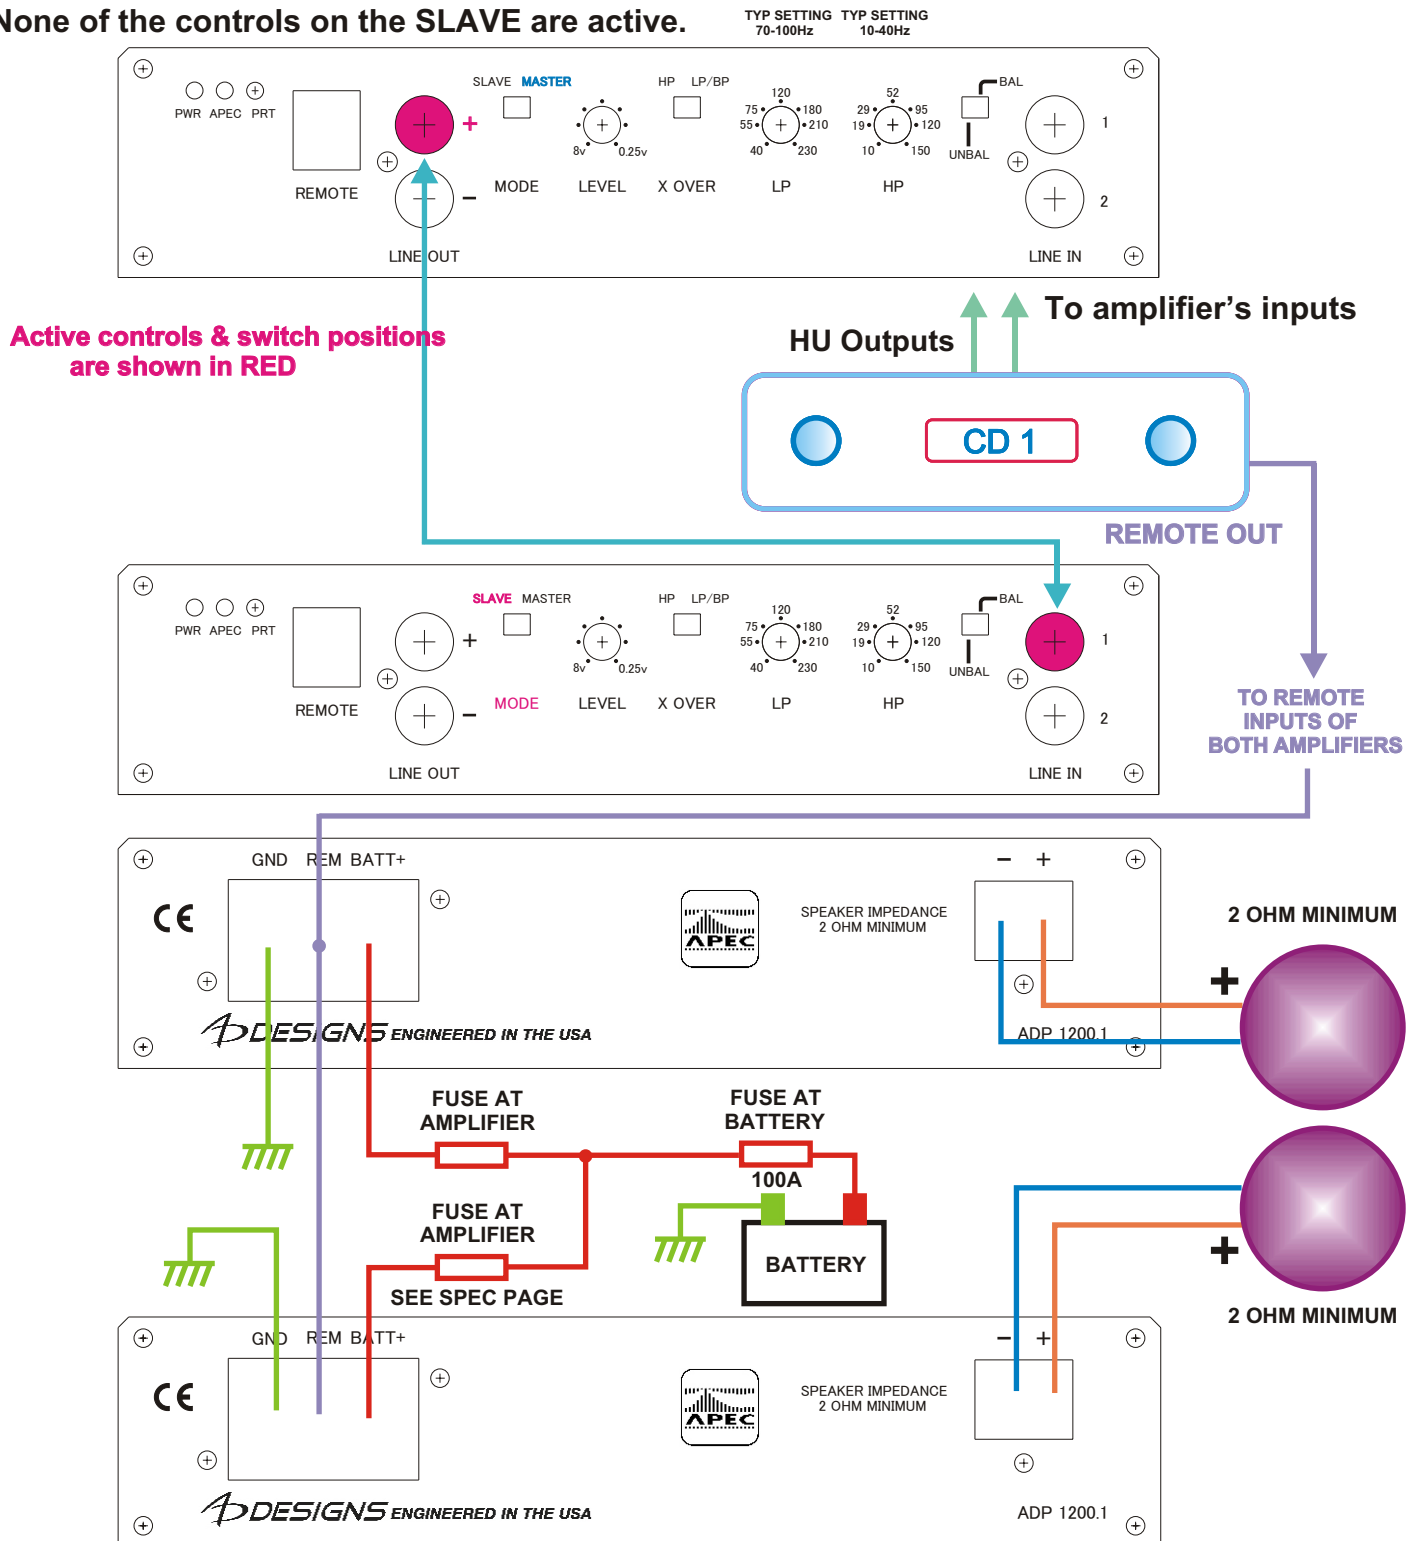 None of the controls on the SLAVE are active.
TYP SETTING TYP SETTING
70-100Hz 10-40Hz
PWR APEC PRT
REMOTE
+
−
LINE OUT
SLAVE MASTER
MODE
8v 0.25v
LEVEL
HP LP/BP
X OVER
120
75 180
55 210
40 230
LP
52
29 95
19 120
10 150
HP
BAL
UNBAL
1
2
LINE IN
Active controls & switch positions
are shown in RED
HU Outputs
To amplifier's inputs
CD 1
REMOTE OUT
PWR APEC PRT
REMOTE
+
−
LINE OUT
SLAVE MASTER
MODE
8v 0.25v
LEVEL
HP LP/BP
X OVER
120
75 180
55 210
40 230
LP
52
29 95
19 120
10 150
HP
BAL
UNBAL
1
2
LINE IN
TO REMOTE
INPUTS OF
BOTH AMPLIFIERS
GND REM BATT+
CE
APEC
SPEAKER IMPEDANCE
2 OHM MINIMUM
− +
2 OHM MINIMUM
+
AD DESIGNS ENGINEERED IN THE USA
ADP 1200.1
FUSE AT
AMPLIFIER
FUSE AT
BATTERY
100A
FUSE AT
AMPLIFIER
SEE SPEC PAGE
BATTERY
+
2 OHM MINIMUM
GND REM BATT+
CE
APEC
SPEAKER IMPEDANCE
2 OHM MINIMUM
− +
AD DESIGNS ENGINEERED IN THE USA
ADP 1200.1